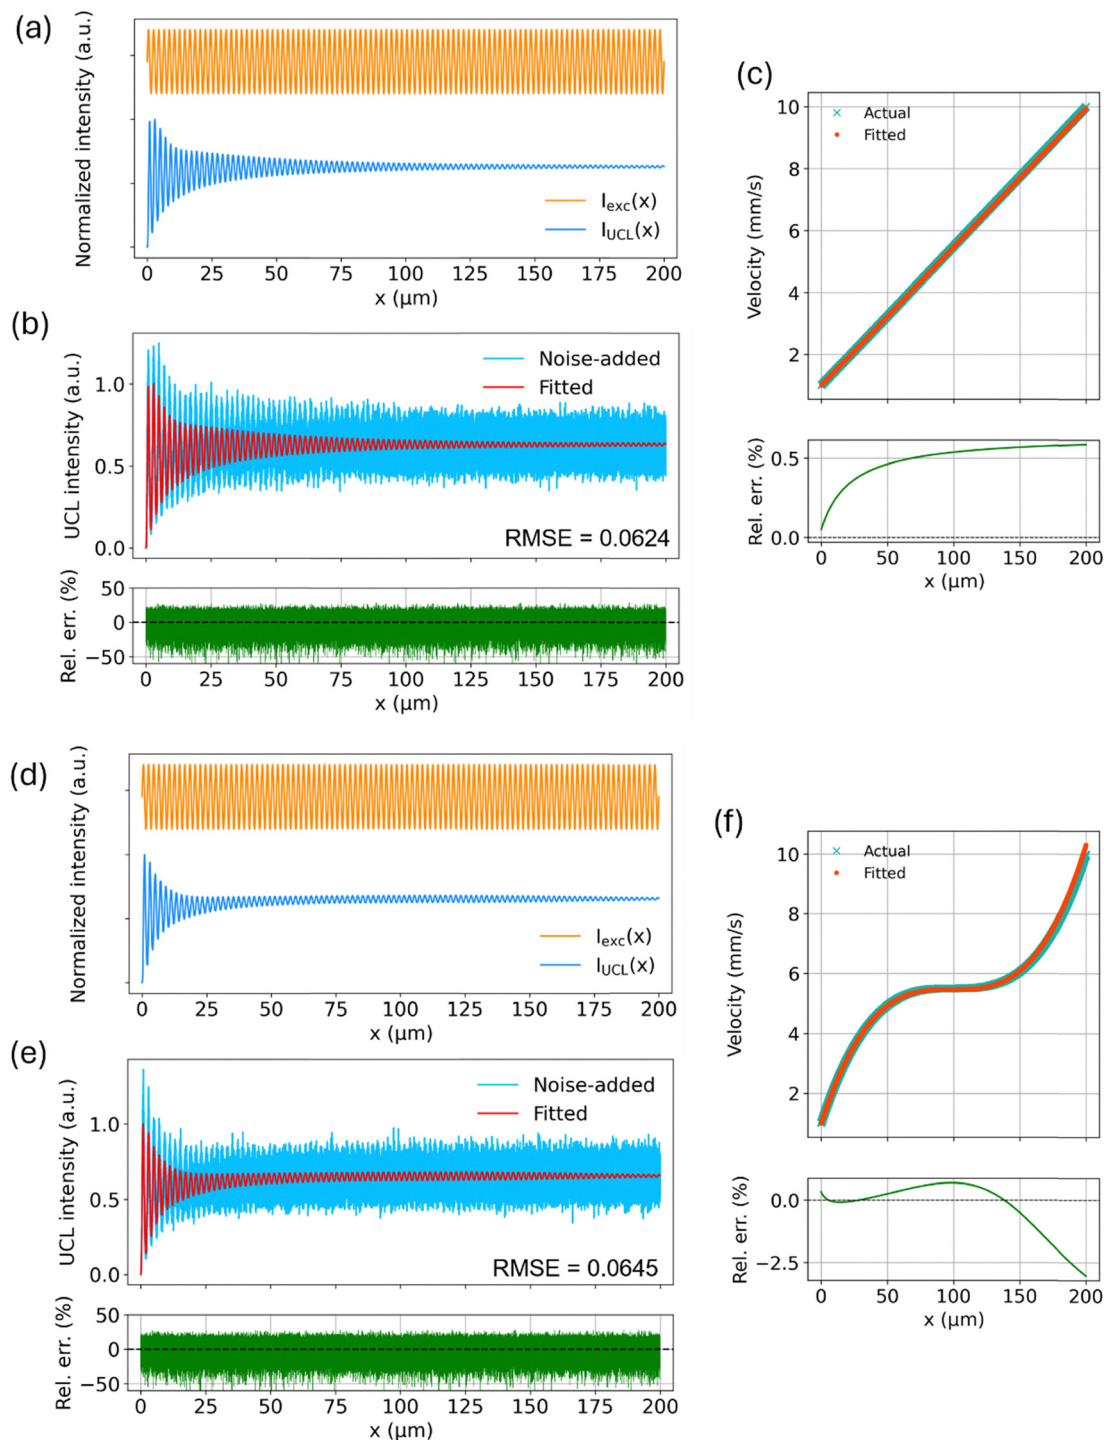 (a)
Normalized intensity (a.u.)
I_exc(x)
I_UCL(x)
0 25 50 75 100 125 150 175 200
x (μm)
(b)
UCL intensity (a.u.)
1.0
0.5
0.0
Noise-added
Fitted
RMSE = 0.0624
Rel. err. (%)
50
0
−50
0 25 50 75 100 125 150 175 200
x (μm)
(c)
Velocity (mm/s)
10
8
6
4
2
Actual
Fitted
Rel. err. (%)
0.5
0.0
0 50 100 150 200
x (μm)
(d)
Normalized intensity (a.u.)
I_exc(x)
I_UCL(x)
0 25 50 75 100 125 150 175 200
x (μm)
(e)
UCL intensity (a.u.)
1.0
0.5
0.0
Noise-added
Fitted
RMSE = 0.0645
Rel. err. (%)
50
0
−50
0 25 50 75 100 125 150 175 200
x (μm)
(f)
Velocity (mm/s)
10
8
6
4
2
Actual
Fitted
Rel. err. (%)
0.0
−2.5
0 50 100 150 200
x (μm)